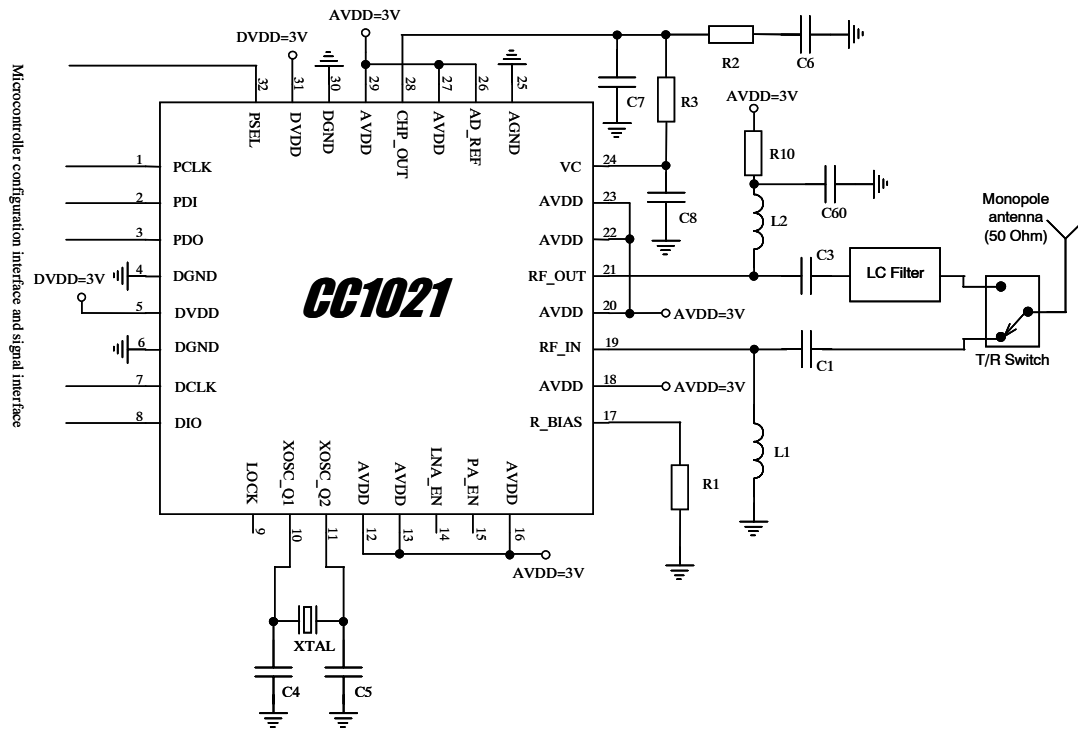 AVDD=3V
DVDD=3V
R2
C6
Microcontroller configuration interface and signal interface
32
31
30
29
28
27
26
25
C7
R3
AVDD=3V
PSEL
DVDD
DGND
AVDD
CHP_OUT
AVDD
AD_REF
AGND
R10
1
PCLK
VC
24
2
PDI
AVDD
23
C8
L2
C60
Monopole
antenna
(50 Ohm)
3
PDO
AVDD
22
DVDD=3V
4
DGND
CC1021
RF_OUT
21
C3
LC Filter
5
DVDD
AVDD
20
AVDD=3V
6
DGND
RF_IN
19
C1
T/R Switch
7
DCLK
AVDD
18
AVDD=3V
8
DIO
R_BIAS
17
L1
R1
LOCK
XOSC_Q1
XOSC_Q2
AVDD
AVDD
LNA_EN
PA_EN
AVDD
9
10
11
12
13
14
15
16
AVDD=3V
XTAL
C4
C5